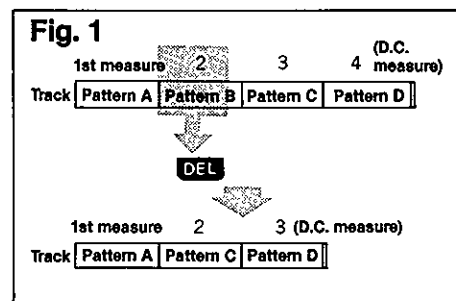 Fig. 1
(D.C.
1st measure 2 3 4 measure)
Track Pattern A Pattern B Pattern C Pattern D
DEL
1st measure 2 3 (D.C. measure)
Track Pattern A Pattern C Pattern D